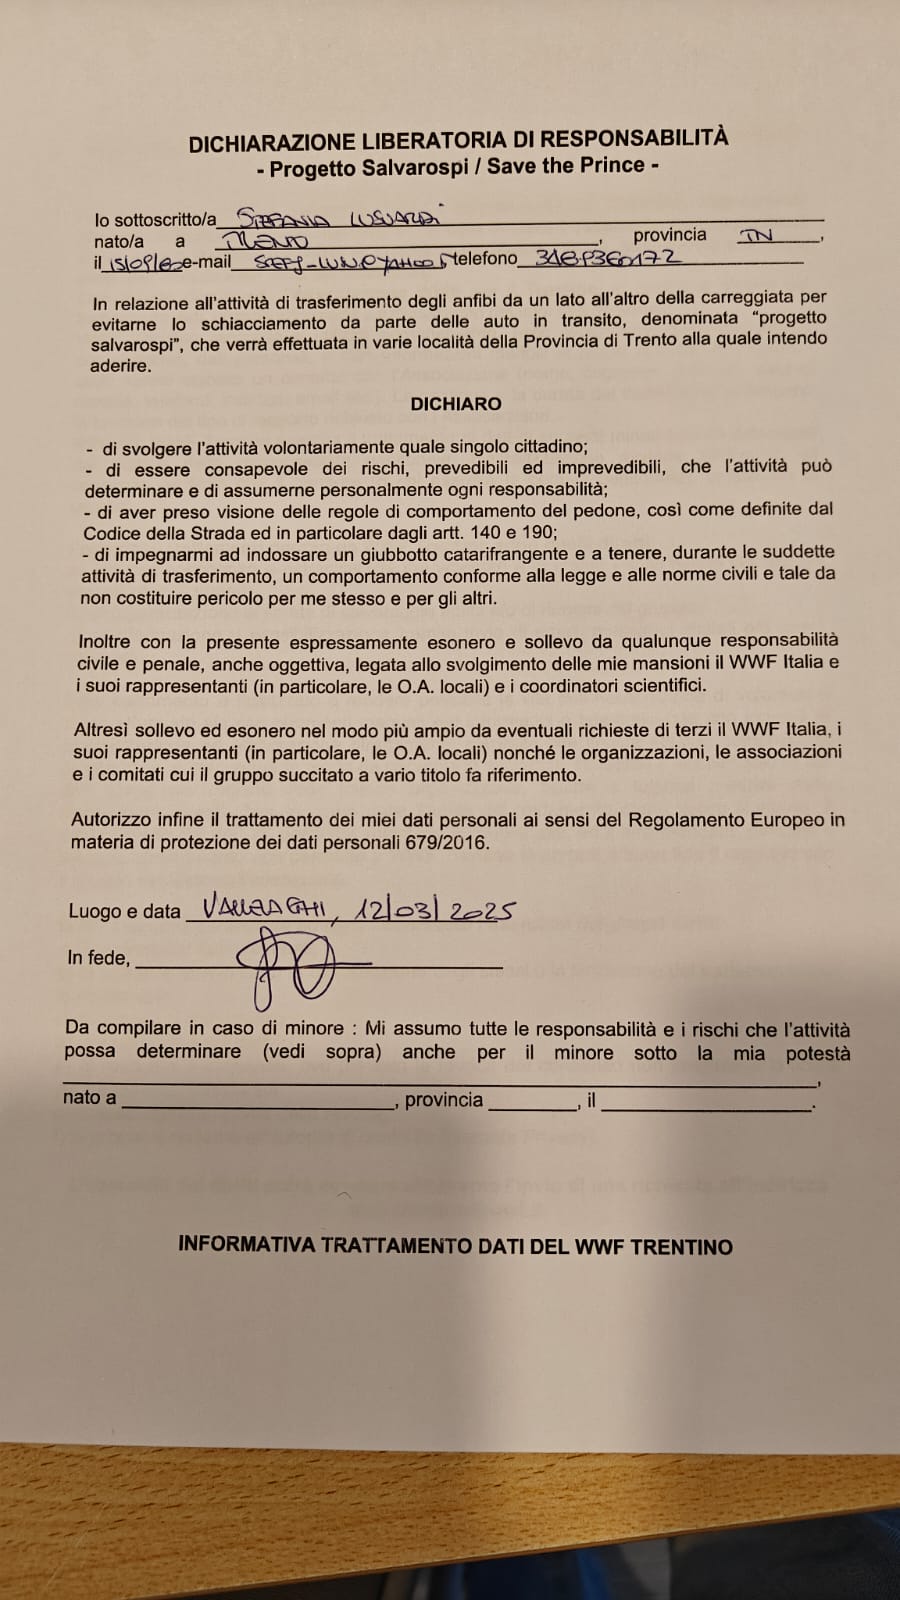 DICHIARAZIONE LIBERATORIA DI RESPONSABILITÀ
- Progetto Salvarospi / Save the Prince -
Io sottoscritto/a STEFANIA
nato/a a TRENTO, provincia TN,
il e-mail telefono
In relazione all'attività di trasferimento degli anfibi da un lato all'altro della carreggiata per
evitarne lo schiacciamento da parte delle auto in transito, denominata "progetto
salvarospi", che verrà effettuata in varie località della Provincia di Trento alla quale intendo
aderire.
DICHIARO
- di svolgere l'attività volontariamente quale singolo cittadino;
- di essere consapevole dei rischi, prevedibili ed imprevedibili, che l'attività può
determinare e di assumerne personalmente ogni responsabilità;
- di aver preso visione delle regole di comportamento del pedone, così come definite dal
Codice della Strada ed in particolare dagli artt. 140 e 190;
- di impegnarmi ad indossare un giubbotto catarifrangente e a tenere, durante le suddette
attività di trasferimento, un comportamento conforme alla legge e alle norme civili e tale da
non costituire pericolo per me stesso e per gli altri.
Inoltre con la presente espressamente esonero e sollevo da qualunque responsabilità
civile e penale, anche oggettiva, legata allo svolgimento delle mie mansioni il WWF Italia e
i suoi rappresentanti (in particolare, le O.A. locali) e i coordinatori scientifici.
Altresì sollevo ed esonero nel modo più ampio da eventuali richieste di terzi il WWF Italia, i
suoi rappresentanti (in particolare, le O.A. locali) nonché le organizzazioni, le associazioni
e i comitati cui il gruppo succitato a vario titolo fa riferimento.
Autorizzo infine il trattamento dei miei dati personali ai sensi del Regolamento Europeo in
materia di protezione dei dati personali 679/2016.
Luogo e data VALLELAGHI, 12/03/2025
In fede,
Da compilare in caso di minore : Mi assumo tutte le responsabilità e i rischi che l'attività
possa determinare (vedi sopra) anche per il minore sotto la mia potestà
,
nato a , provincia , il .
INFORMATIVA TRATTAMENTO DATI DEL WWF TRENTINO